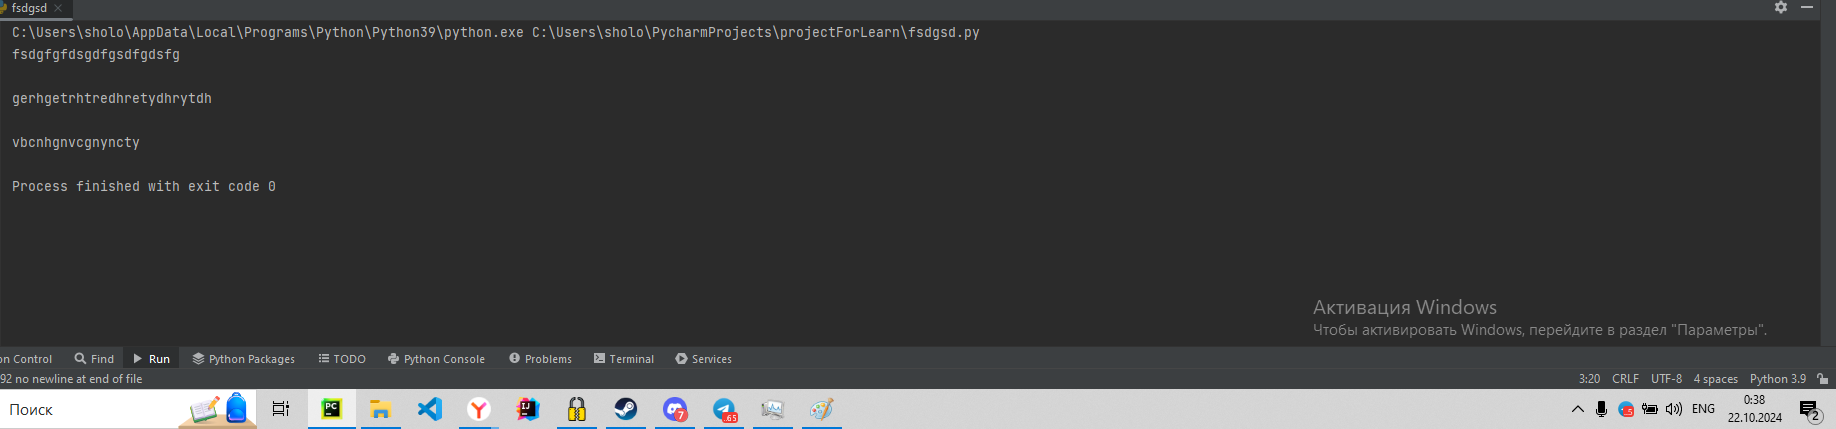 fsdgsd
C:\Users\sholo\AppData\Local\Programs\Python\Python39\python.exe C:\Users\sholo\PycharmProjects\projectForLearn\fsdgsd.py
fsdgfgfdsgdfgsdfgdsfg
gerhgetrhtredhretydhrytdh
vbcnhgnvcgnyncty
Process finished with exit code 0
Активация Windows
Чтобы активировать Windows, перейдите в раздел "Параметры".
on Control Find Run Python Packages TODO Python Console Problems Terminal Services
92 no newline at end of file 3:20 CRLF UTF-8 4 spaces Python 3.9
Поиск PC Y IJ 7 65 5 ENG 0:38
22.10.2024 2